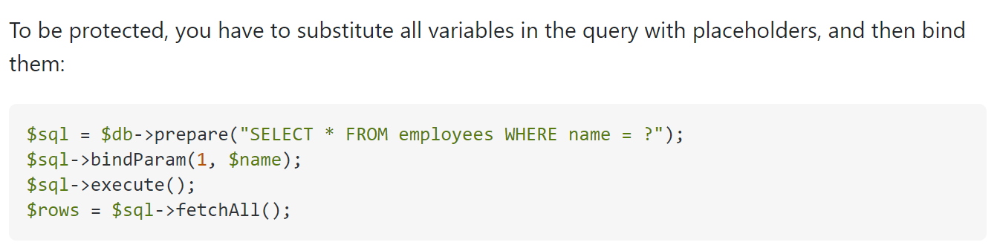 To be protected, you have to substitute all variables in the query with placeholders, and then bind
them:
$sql = $db->prepare("SELECT * FROM employees WHERE name = ?");
$sql->bindParam(1, $name);
$sql->execute();
$rows = $sql->fetchAll();